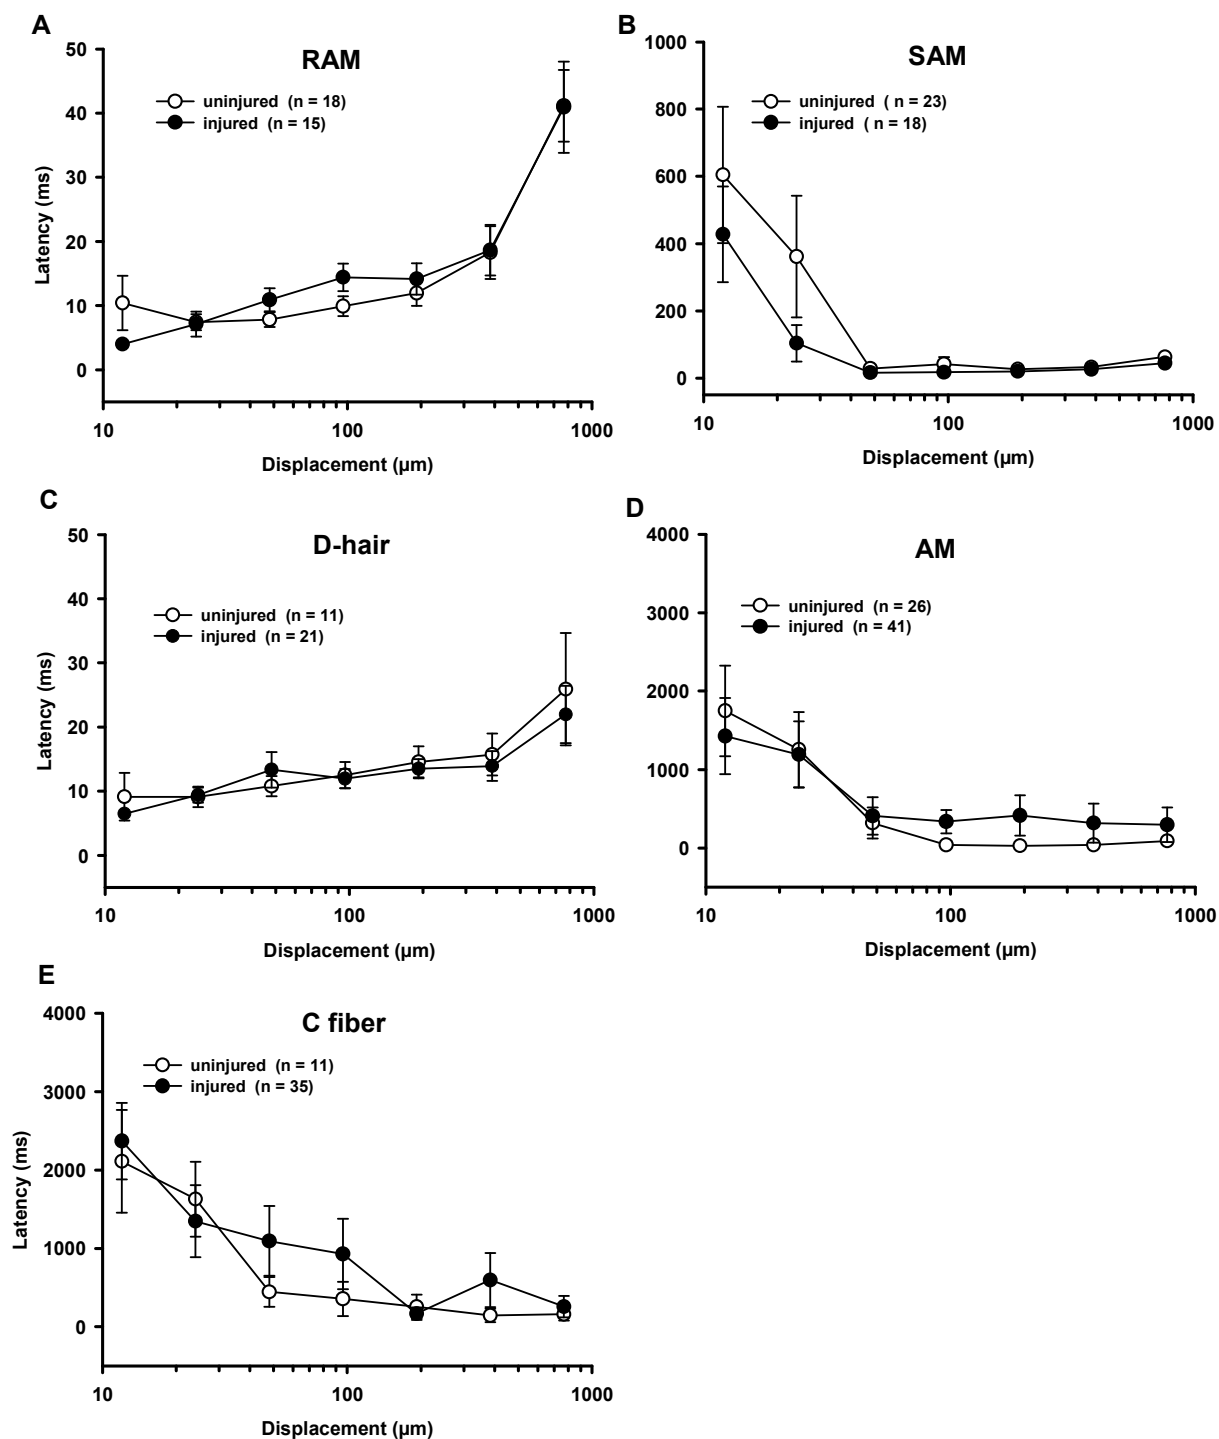 A
RAM
uninjured (n = 18)
injured (n = 15)
50
40
30
20
10
0
Latency (ms)
10
100
1000
Displacement (µm)
B
SAM
uninjured ( n = 23)
injured ( n = 18)
1000
800
600
400
200
0
10
100
1000
Displacement (µm)
C
D-hair
uninjured (n = 11)
injured (n = 21)
50
40
30
20
10
0
Latency (ms)
10
100
1000
Displacement (µm)
D
AM
uninjured (n = 26)
injured (n = 41)
4000
3000
2000
1000
0
10
100
1000
Displacement (µm)
E
C fiber
uninjured (n = 11)
injured (n = 35)
4000
3000
2000
1000
0
Latency (ms)
10
100
1000
Displacement (µm)